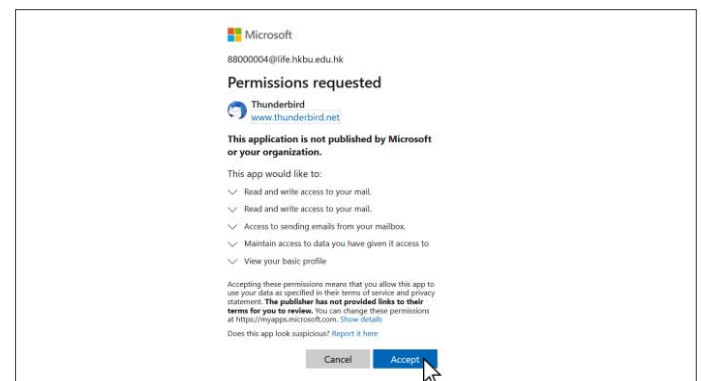 Microsoft
88000004@life.hkbu.edu.hk
Permissions requested
Thunderbird
www.thunderbird.net
This application is not published by Microsoft
or your organization.
This app would like to:
Read and write access to your mail.
Read and write access to your mail.
Access to sending emails from your mailbox.
Maintain access to data you have given it access to
View your basic profile
Accepting these permissions means that you allow this app to
use your data as specified in their terms of service and privacy
statement. The publisher has not provided links to their
terms for you to review. You can change these permissions
at https://myapps.microsoft.com. Show details
Does this app look suspicious? Report it here
Cancel Accept